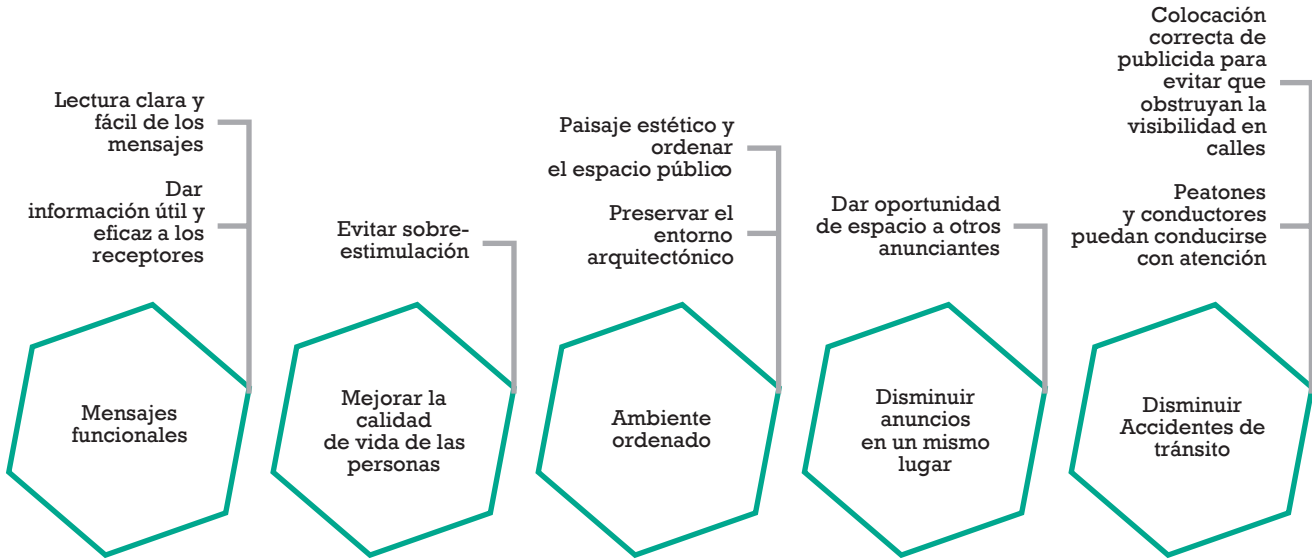 Lectura clara y
fácil de los
mensajes
Dar
información útil y
eficaz a los
receptores
Mensajes
funcionales
Evitar sobre-
estimulación
Mejorar la
calidad
de vida de las
personas
Paisaje estético y
ordenar
el espacio público
Preservar el
entorno
arquitectónico
Ambiente
ordenado
Dar oportunidad
de espacio a otros
anunciantes
Disminuir
anuncios
en un mismo
lugar
Colocación
correcta de
publicida para
evitar que
obstruyan la
visibilidad en
calles
Peatones
y conductores
puedan conducirse
con atención
Disminuir
Accidentes de
tránsito